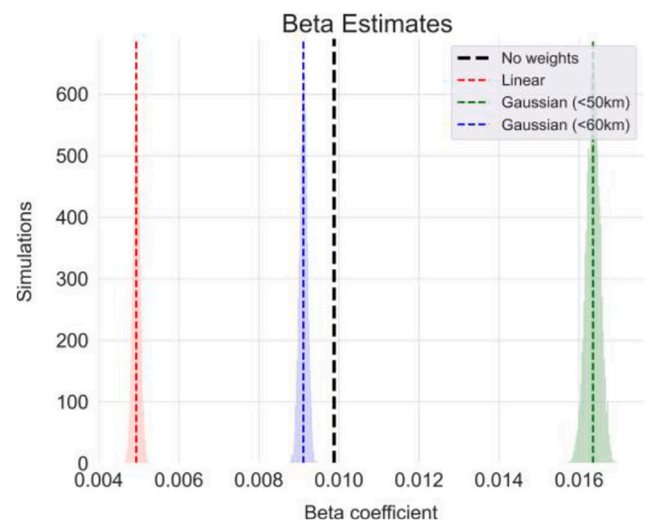 Beta Estimates
No weights
Linear
Gaussian (<50km)
Gaussian (<60km)
600
500
400
300
200
100
0
Simulations
0.004 0.006 0.008 0.010 0.012 0.014 0.016
Beta coefficient